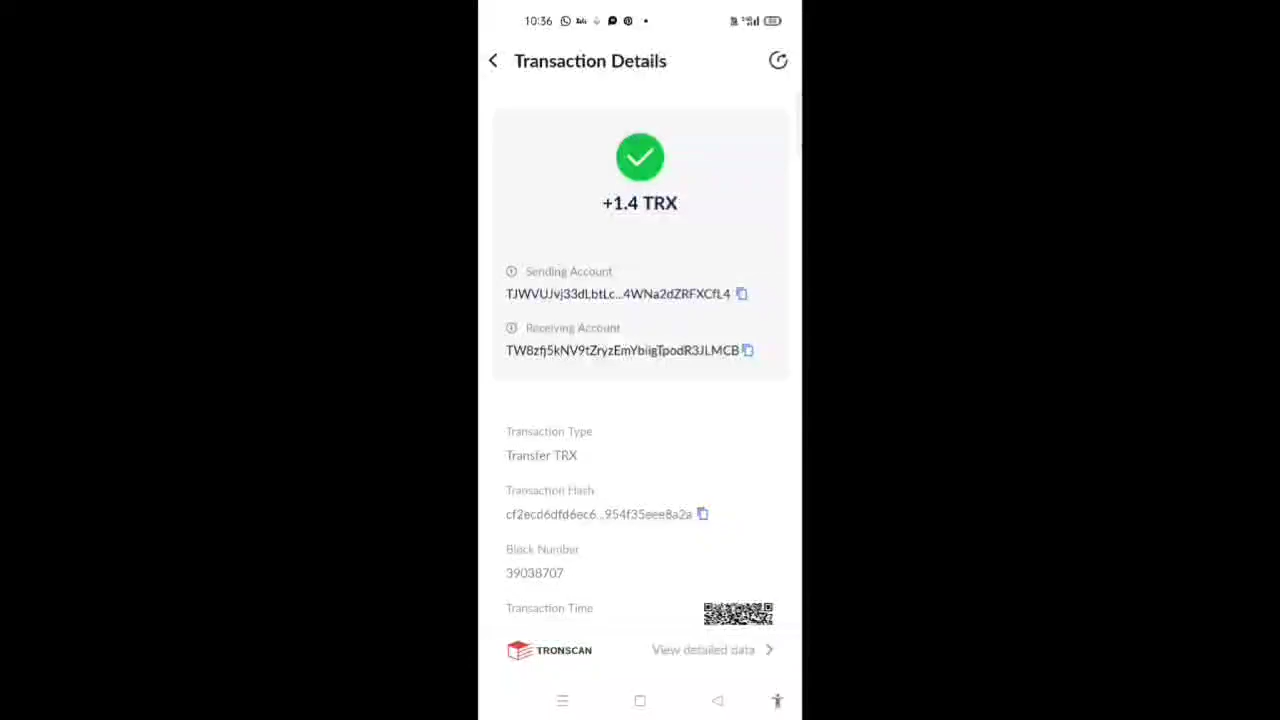 10:36
Transaction Details
+1.4 TRX
Sending Account
TJWVUJvj33dLbtLc...4WNa2dZRFXCfL4
Receiving Account
TW8zfj5kNV9tZryzEmYbiigTpodR3JLMCB
Transaction Type
Transfer TRX
Transaction Hash
cf2ecd6dfd6ec6...954f35eee8a2a
Block Number
39038707
Transaction Time
TRONSCAN
View detailed data